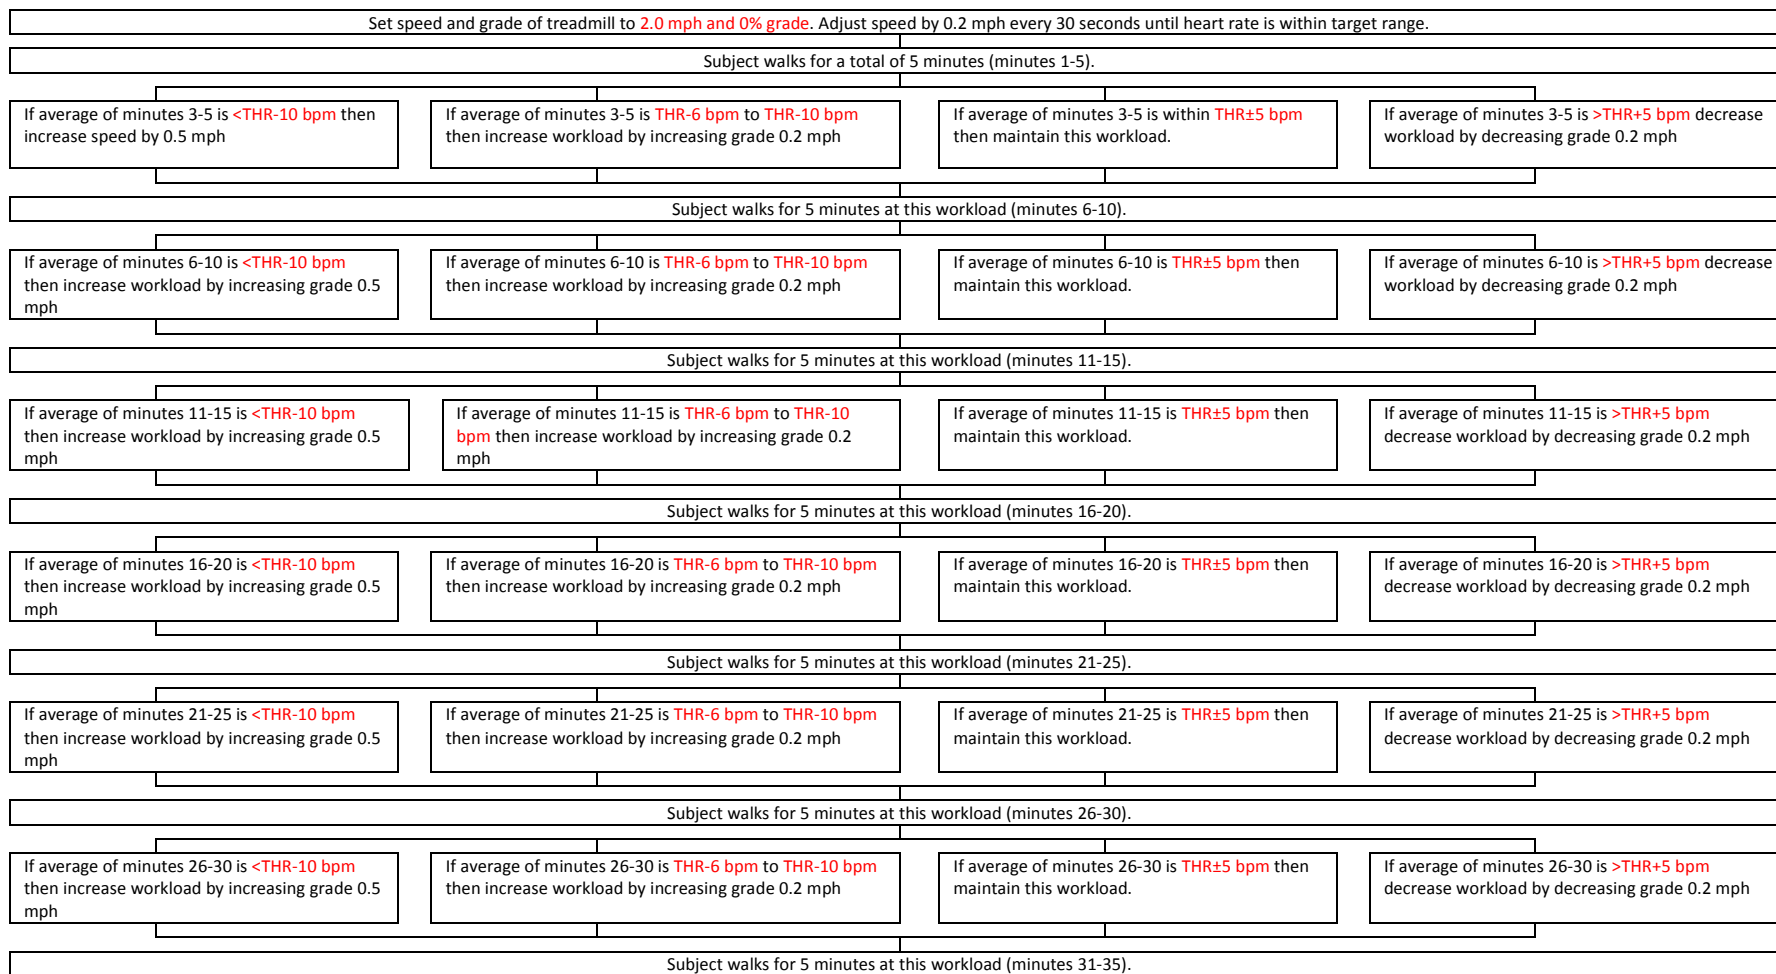 Set speed and grade of treadmill to 2.0 mph and 0% grade. Adjust speed by 0.2 mph every 30 seconds until heart rate is within target range.
Subject walks for a total of 5 minutes (minutes 1-5).
If average of minutes 3-5 is <THR-10 bpm then
increase speed by 0.5 mph
If average of minutes 3-5 is THR-6 bpm to THR-10 bpm
then increase workload by increasing grade 0.2 mph
If average of minutes 3-5 is within THR±5 bpm
then maintain this workload.
If average of minutes 3-5 is >THR+5 bpm decrease
workload by decreasing grade 0.2 mph
Subject walks for 5 minutes at this workload (minutes 6-10).
If average of minutes 6-10 is <THR-10 bpm
then increase workload by increasing grade 0.5
mph
If average of minutes 6-10 is THR-6 bpm to THR-10 bpm
then increase workload by increasing grade 0.2 mph
If average of minutes 6-10 is THR±5 bpm then
maintain this workload.
If average of minutes 6-10 is >THR+5 bpm decrease
workload by decreasing grade 0.2 mph
Subject walks for 5 minutes at this workload (minutes 11-15).
If average of minutes 11-15 is <THR-10 bpm
then increase workload by increasing grade 0.5
mph
If average of minutes 11-15 is THR-6 bpm to THR-10
bpm then increase workload by increasing grade 0.2
mph
If average of minutes 11-15 is THR±5 bpm then
maintain this workload.
If average of minutes 11-15 is >THR+5 bpm
decrease workload by decreasing grade 0.2 mph
Subject walks for 5 minutes at this workload (minutes 16-20).
If average of minutes 16-20 is <THR-10 bpm
then increase workload by increasing grade 0.5
mph
If average of minutes 16-20 is THR-6 bpm to THR-10 bpm
then increase workload by increasing grade 0.2 mph
If average of minutes 16-20 is THR±5 bpm then
maintain this workload.
If average of minutes 16-20 is >THR+5 bpm
decrease workload by decreasing grade 0.2 mph
Subject walks for 5 minutes at this workload (minutes 21-25).
If average of minutes 21-25 is <THR-10 bpm
then increase workload by increasing grade 0.5
mph
If average of minutes 21-25 is THR-6 bpm to THR-10 bpm
then increase workload by increasing grade 0.2 mph
If average of minutes 21-25 is THR±5 bpm then
maintain this workload.
If average of minutes 21-25 is >THR+5 bpm
decrease workload by decreasing grade 0.2 mph
Subject walks for 5 minutes at this workload (minutes 26-30).
If average of minutes 26-30 is <THR-10 bpm
then increase workload by increasing grade 0.5
mph
If average of minutes 26-30 is THR-6 bpm to THR-10 bpm
then increase workload by increasing grade 0.2 mph
If average of minutes 26-30 is THR±5 bpm then
maintain this workload.
If average of minutes 26-30 is >THR+5 bpm
decrease workload by decreasing grade 0.2 mph
Subject walks for 5 minutes at this workload (minutes 31-35).